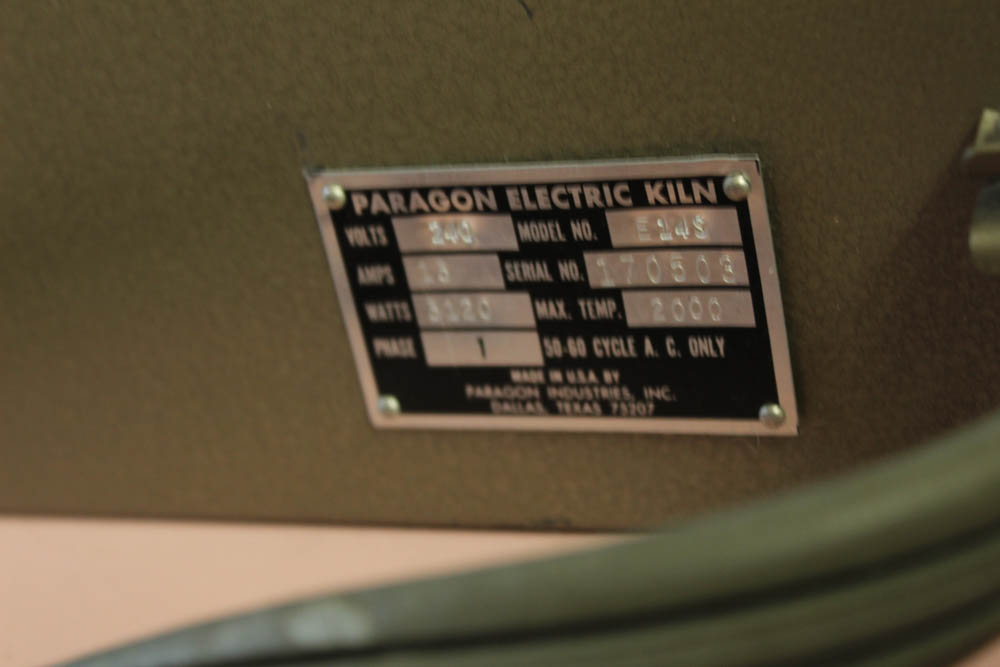 PARAGON ELECTRIC KILN
VOLTS 240 MODEL NO. E14S
AMPS 13 SERIAL NO. 170503
WATTS 3120 MAX. TEMP. 2000
PHASE 1 50-60 CYCLE A. C. ONLY
MADE IN U.S.A. BY
PARAGON INDUSTRIES, INC.
DALLAS, TEXAS 75207